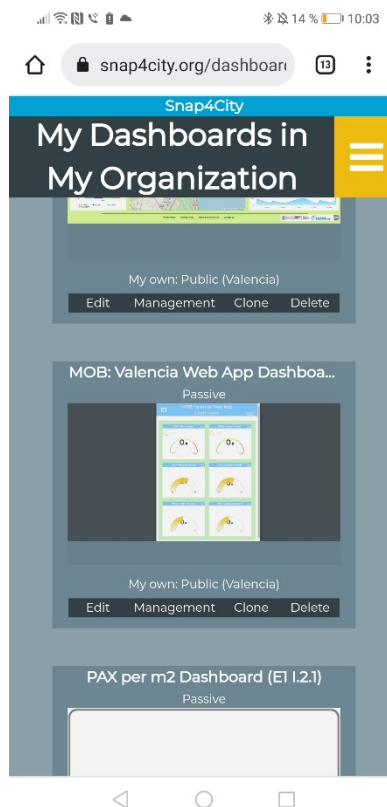 14 % 10:03
snap4city.org/dashboar 13
Snap4City
My Dashboards in
My Organization
My own: Public (Valencia)
Edit Management Clone Delete
MOB: Valencia Web App Dashboa...
Passive
My own: Public (Valencia)
Edit Management Clone Delete
PAX per m2 Dashboard (E1 I.2.1)
Passive